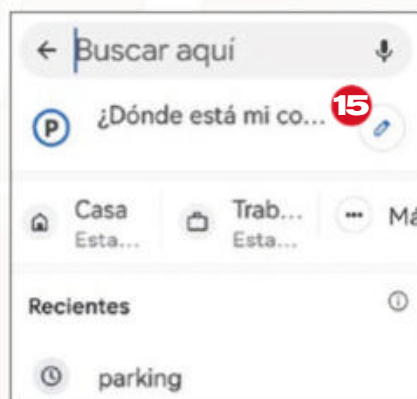 Buscar aquí
P ¿Dónde está mi co... 15
Casa Trab... Má
Esta... Esta...
Recientes
parking